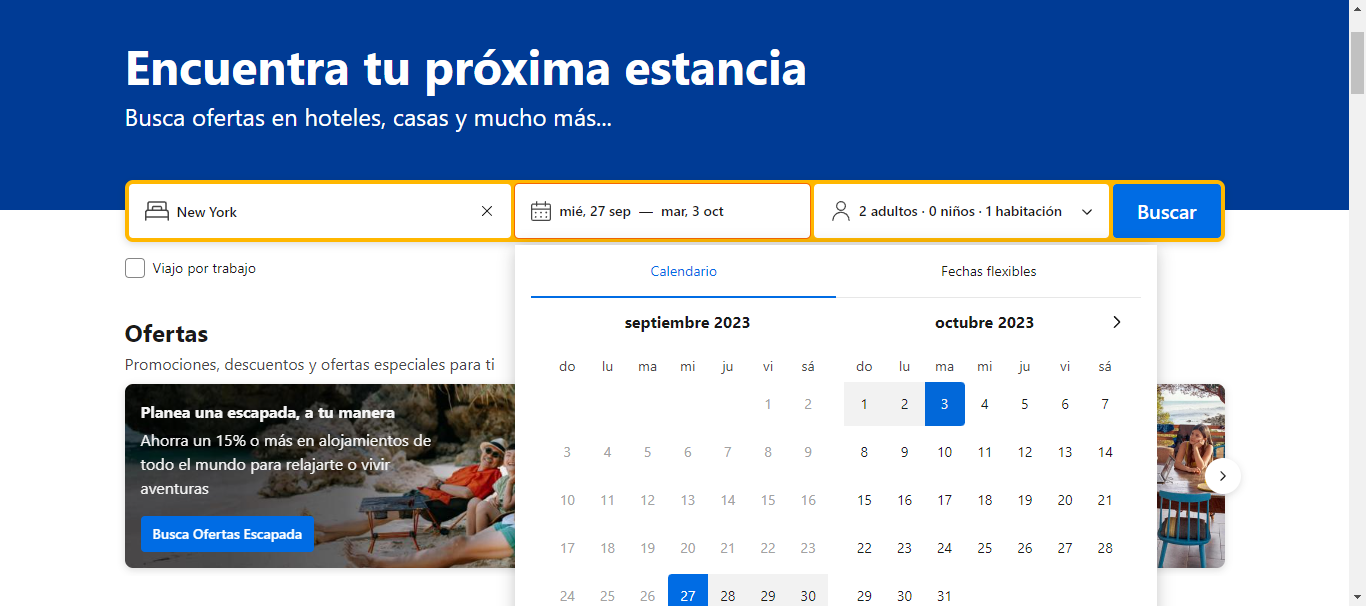 Encuentra tu próxima estancia
Busca ofertas en hoteles, casas y mucho más...
New York
mié, 27 sep — mar, 3 oct
2 adultos · 0 niños · 1 habitación
Buscar
Viajo por trabajo
Calendario
Fechas flexibles
septiembre 2023
do lu ma mi ju vi sá
1 2
3 4 5 6 7 8 9
10 11 12 13 14 15 16
17 18 19 20 21 22 23
24 25 26 27 28 29 30
octubre 2023
do lu ma mi ju vi sá
1 2 3 4 5 6 7
8 9 10 11 12 13 14
15 16 17 18 19 20 21
22 23 24 25 26 27 28
29 30 31
Ofertas
Promociones, descuentos y ofertas especiales para ti
Planea una escapada, a tu manera
Ahorra un 15% o más en alojamientos de
todo el mundo para relajarte o vivir
aventuras
Busca Ofertas Escapada